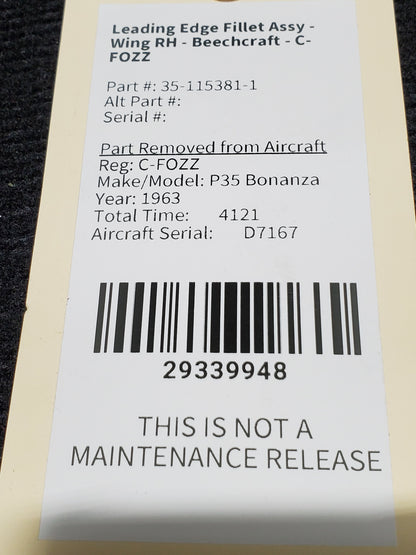 Leading Edge Fillet Assy -
Wing RH - Beechcraft - C-
FOZZ
Part #: 35-115381-1
Alt Part #:
Serial #:
Part Removed from Aircraft
Reg: C-FOZZ
Make/Model: P35 Bonanza
Year: 1963
Total Time: 4121
Aircraft Serial: D7167
29339948
THIS IS NOT A
MAINTENANCE RELEASE